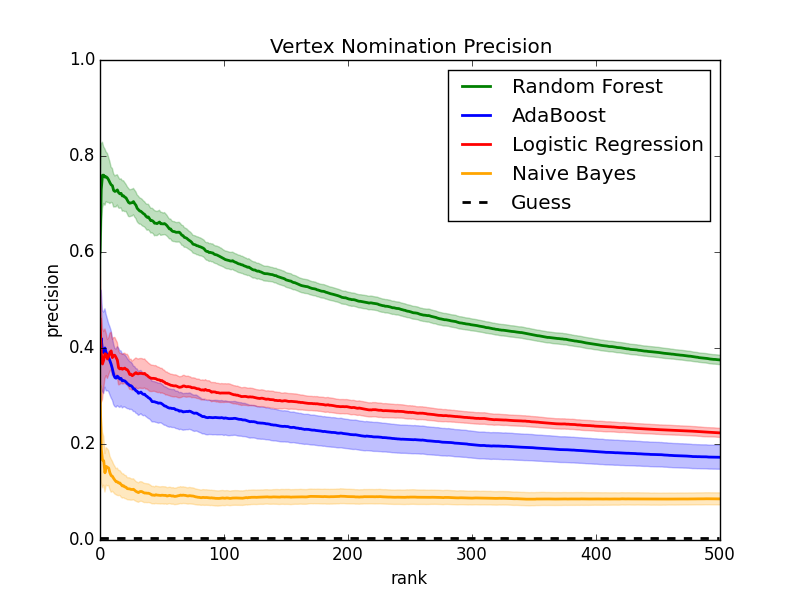 Vertex Nomination Precision
1.0
0.8
0.6
0.4
0.2
0.0
precision
Random Forest
AdaBoost
Logistic Regression
Naive Bayes
Guess
0 100 200 300 400 500
rank